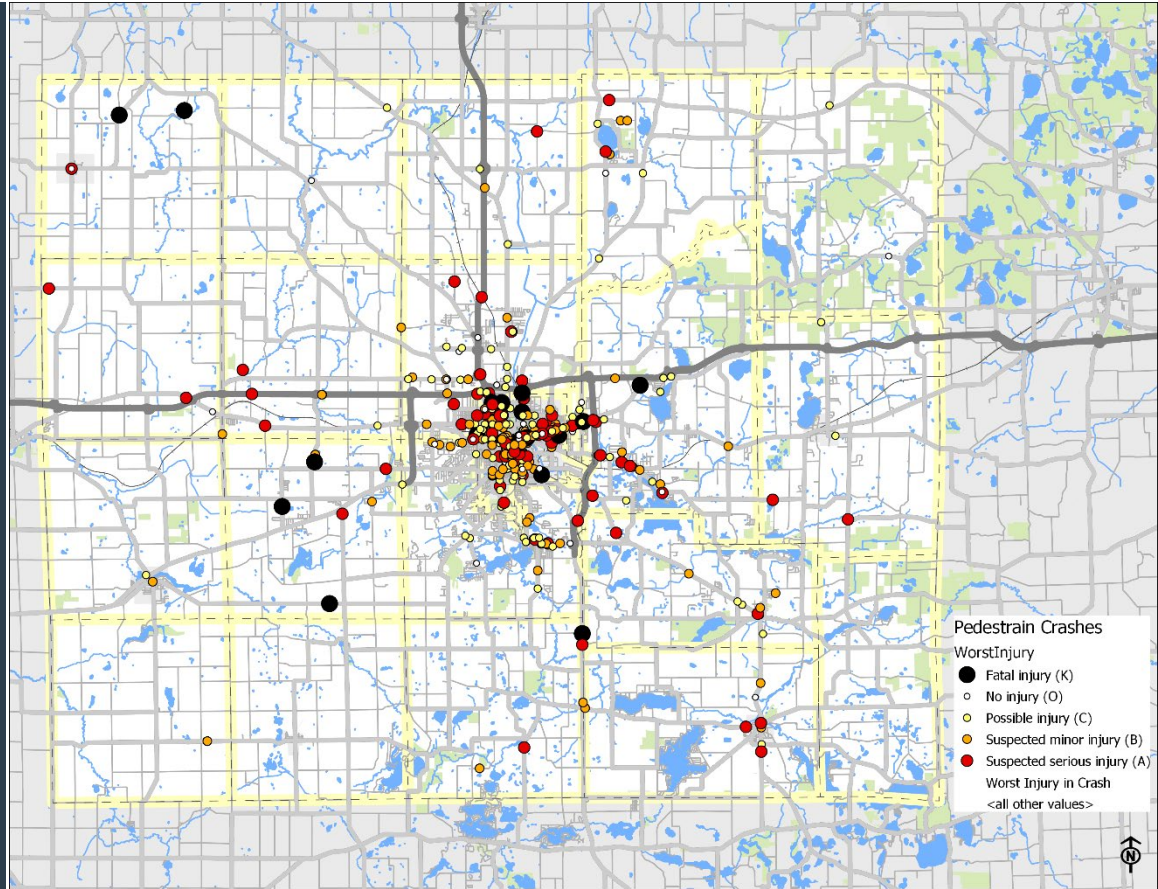 Pedestrain Crashes
WorstInjury
Fatal injury (K)
No injury (O)
Possible injury (C)
Suspected minor injury (B)
Suspected serious injury (A)
Worst Injury in Crash
<all other values>
N